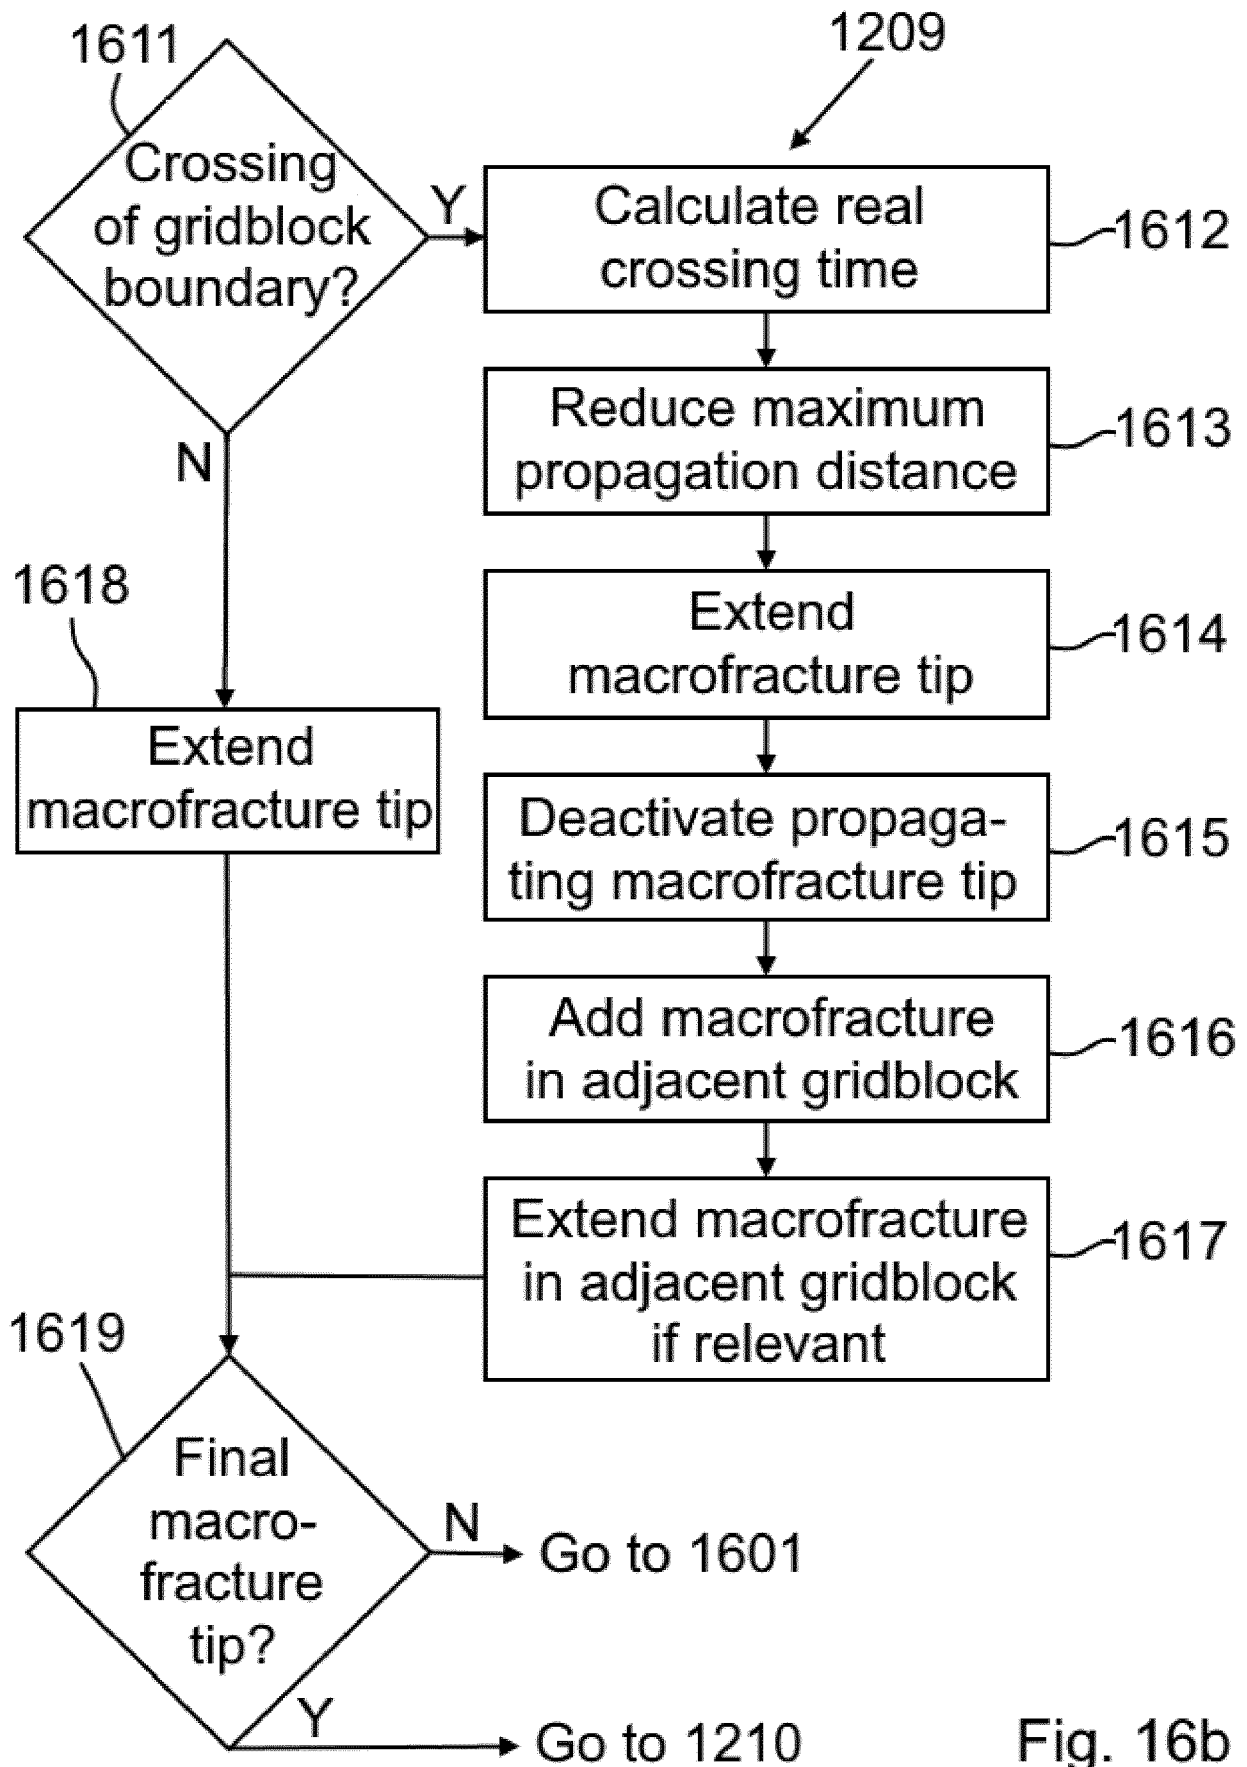 1611
1209
Crossing
of gridblock
boundary?
Y
Calculate real
crossing time
1612
N
Reduce maximum
propagation distance
1613
1618
Extend
macrofracture tip
1614
Extend
macrofracture tip
Deactivate propaga-
ting macrofracture tip
1615
Add macrofracture
in adjacent gridblock
1616
Extend macrofracture
in adjacent gridblock
if relevant
1617
1619
Final
macro-
fracture
tip?
N
Go to 1601
Y
Go to 1210
Fig. 16b